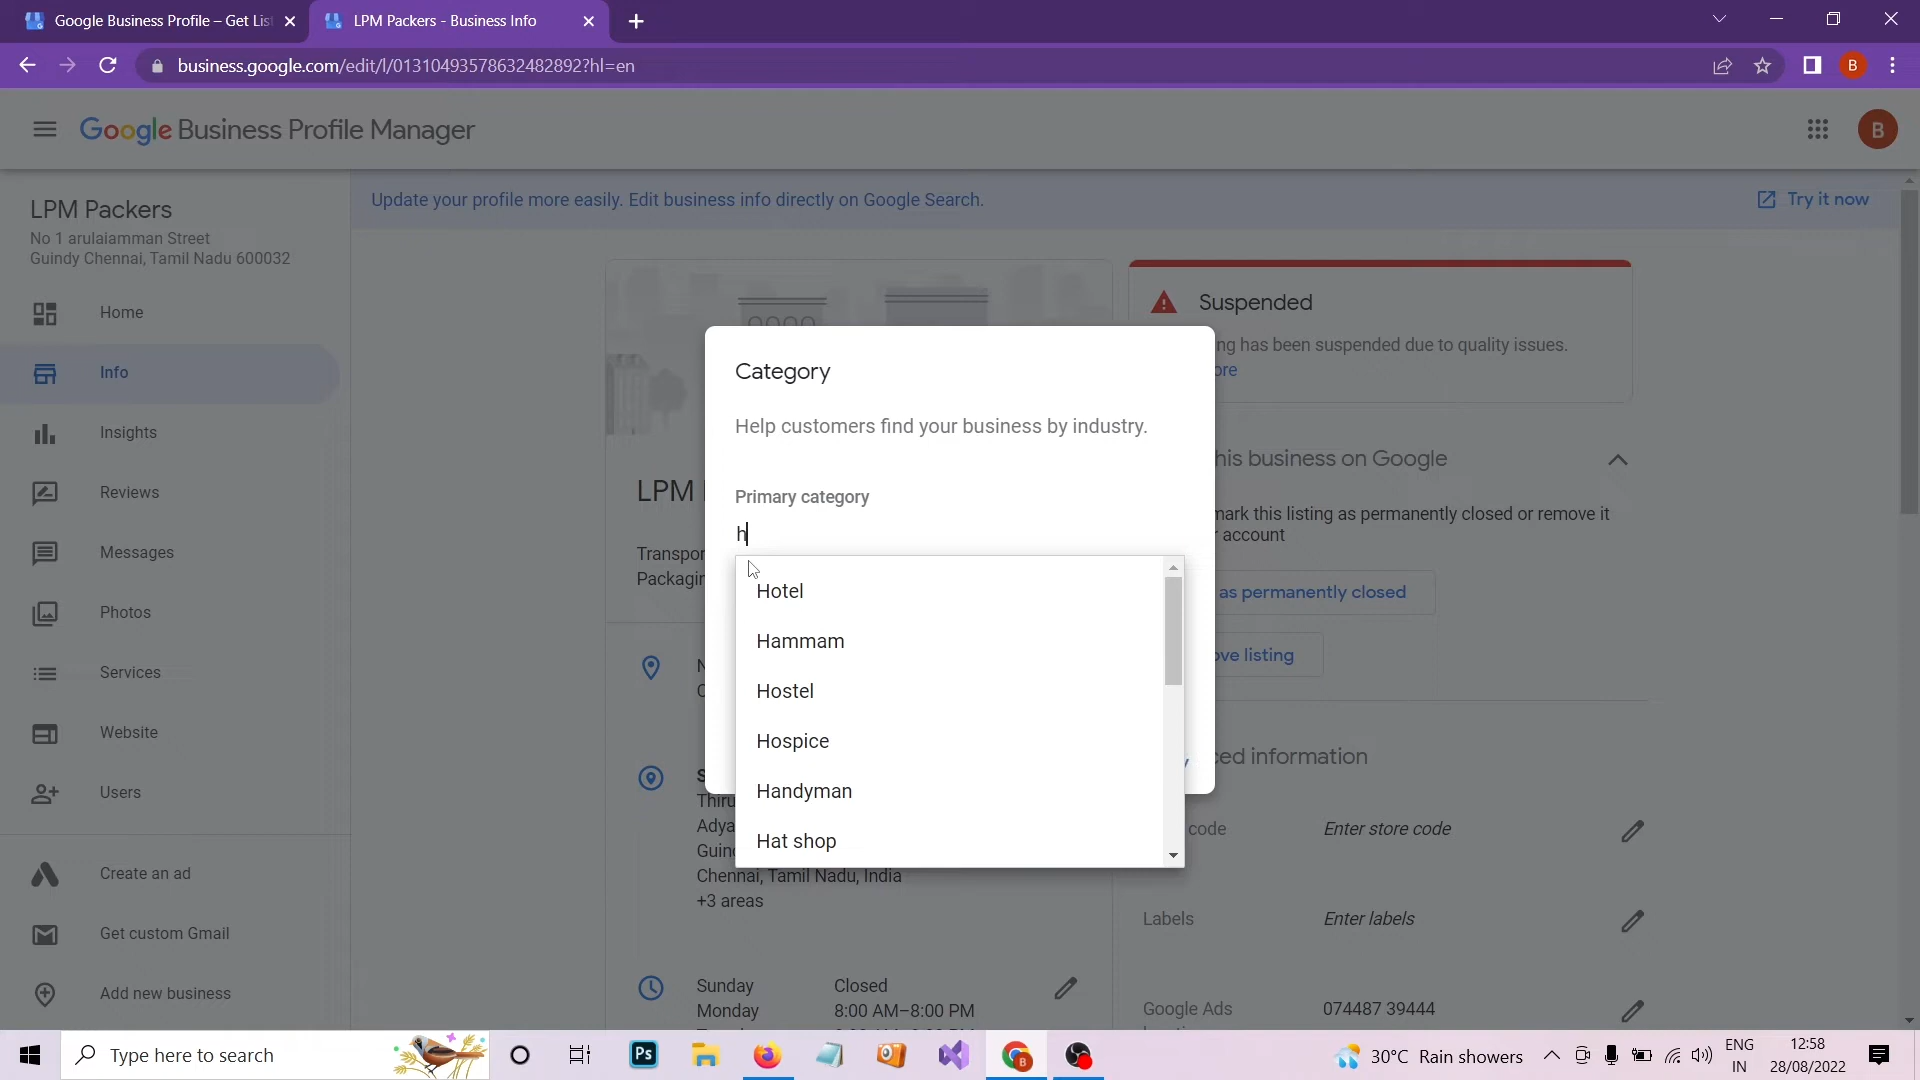 Google Business Profile – Get List
LPM Packers - Business Info
business.google.com/edit/l/01310493578632482892?hl=en
B
Google Business Profile Manager
B
LPM Packers
No 1 arulaiamman Street
Guindy Chennai, Tamil Nadu 600032
Home
Info
Insights
Reviews
Messages
Photos
Services
Website
Users
Create an ad
Get custom Gmail
Add new business
Update your profile more easily. Edit business info directly on Google Search.
Try it now
Suspended
ng has been suspended due to quality issues.
ore
Category
Help customers find your business by industry.
Primary category
h
Hotel
Hammam
Hostel
Hospice
Handyman
Hat shop
LPM
Transpor
Packagin
N
C
S
Thiru
Adya
Guin
Chennai, Tamil Nadu, India
+3 areas
Sunday Closed
Monday 8:00 AM–8:00 PM
his business on Google
mark this listing as permanently closed or remove it
account
as permanently closed
ove listing
ced information
code Enter store code
Labels Enter labels
Google Ads 074487 39444
Type here to search
Ps
B
30°C Rain showers
ENG
IN
12:58
28/08/2022